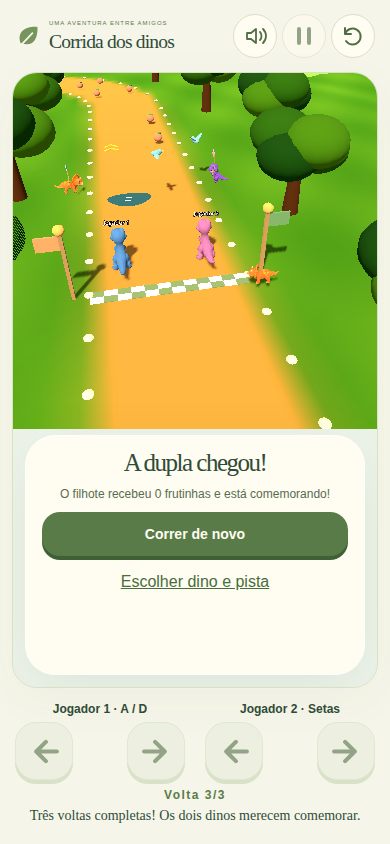 UMA AVENTURA ENTRE AMIGOS
Corrida dos dinos
A dupla chegou!
O filhote recebeu 0 frutinhas e está comemorando!
Correr de novo
Escolher dino e pista
Jogador 1 · A / D
Jogador 2 · Setas
Volta 3/3
Três voltas completas! Os dois dinos merecem comemorar.